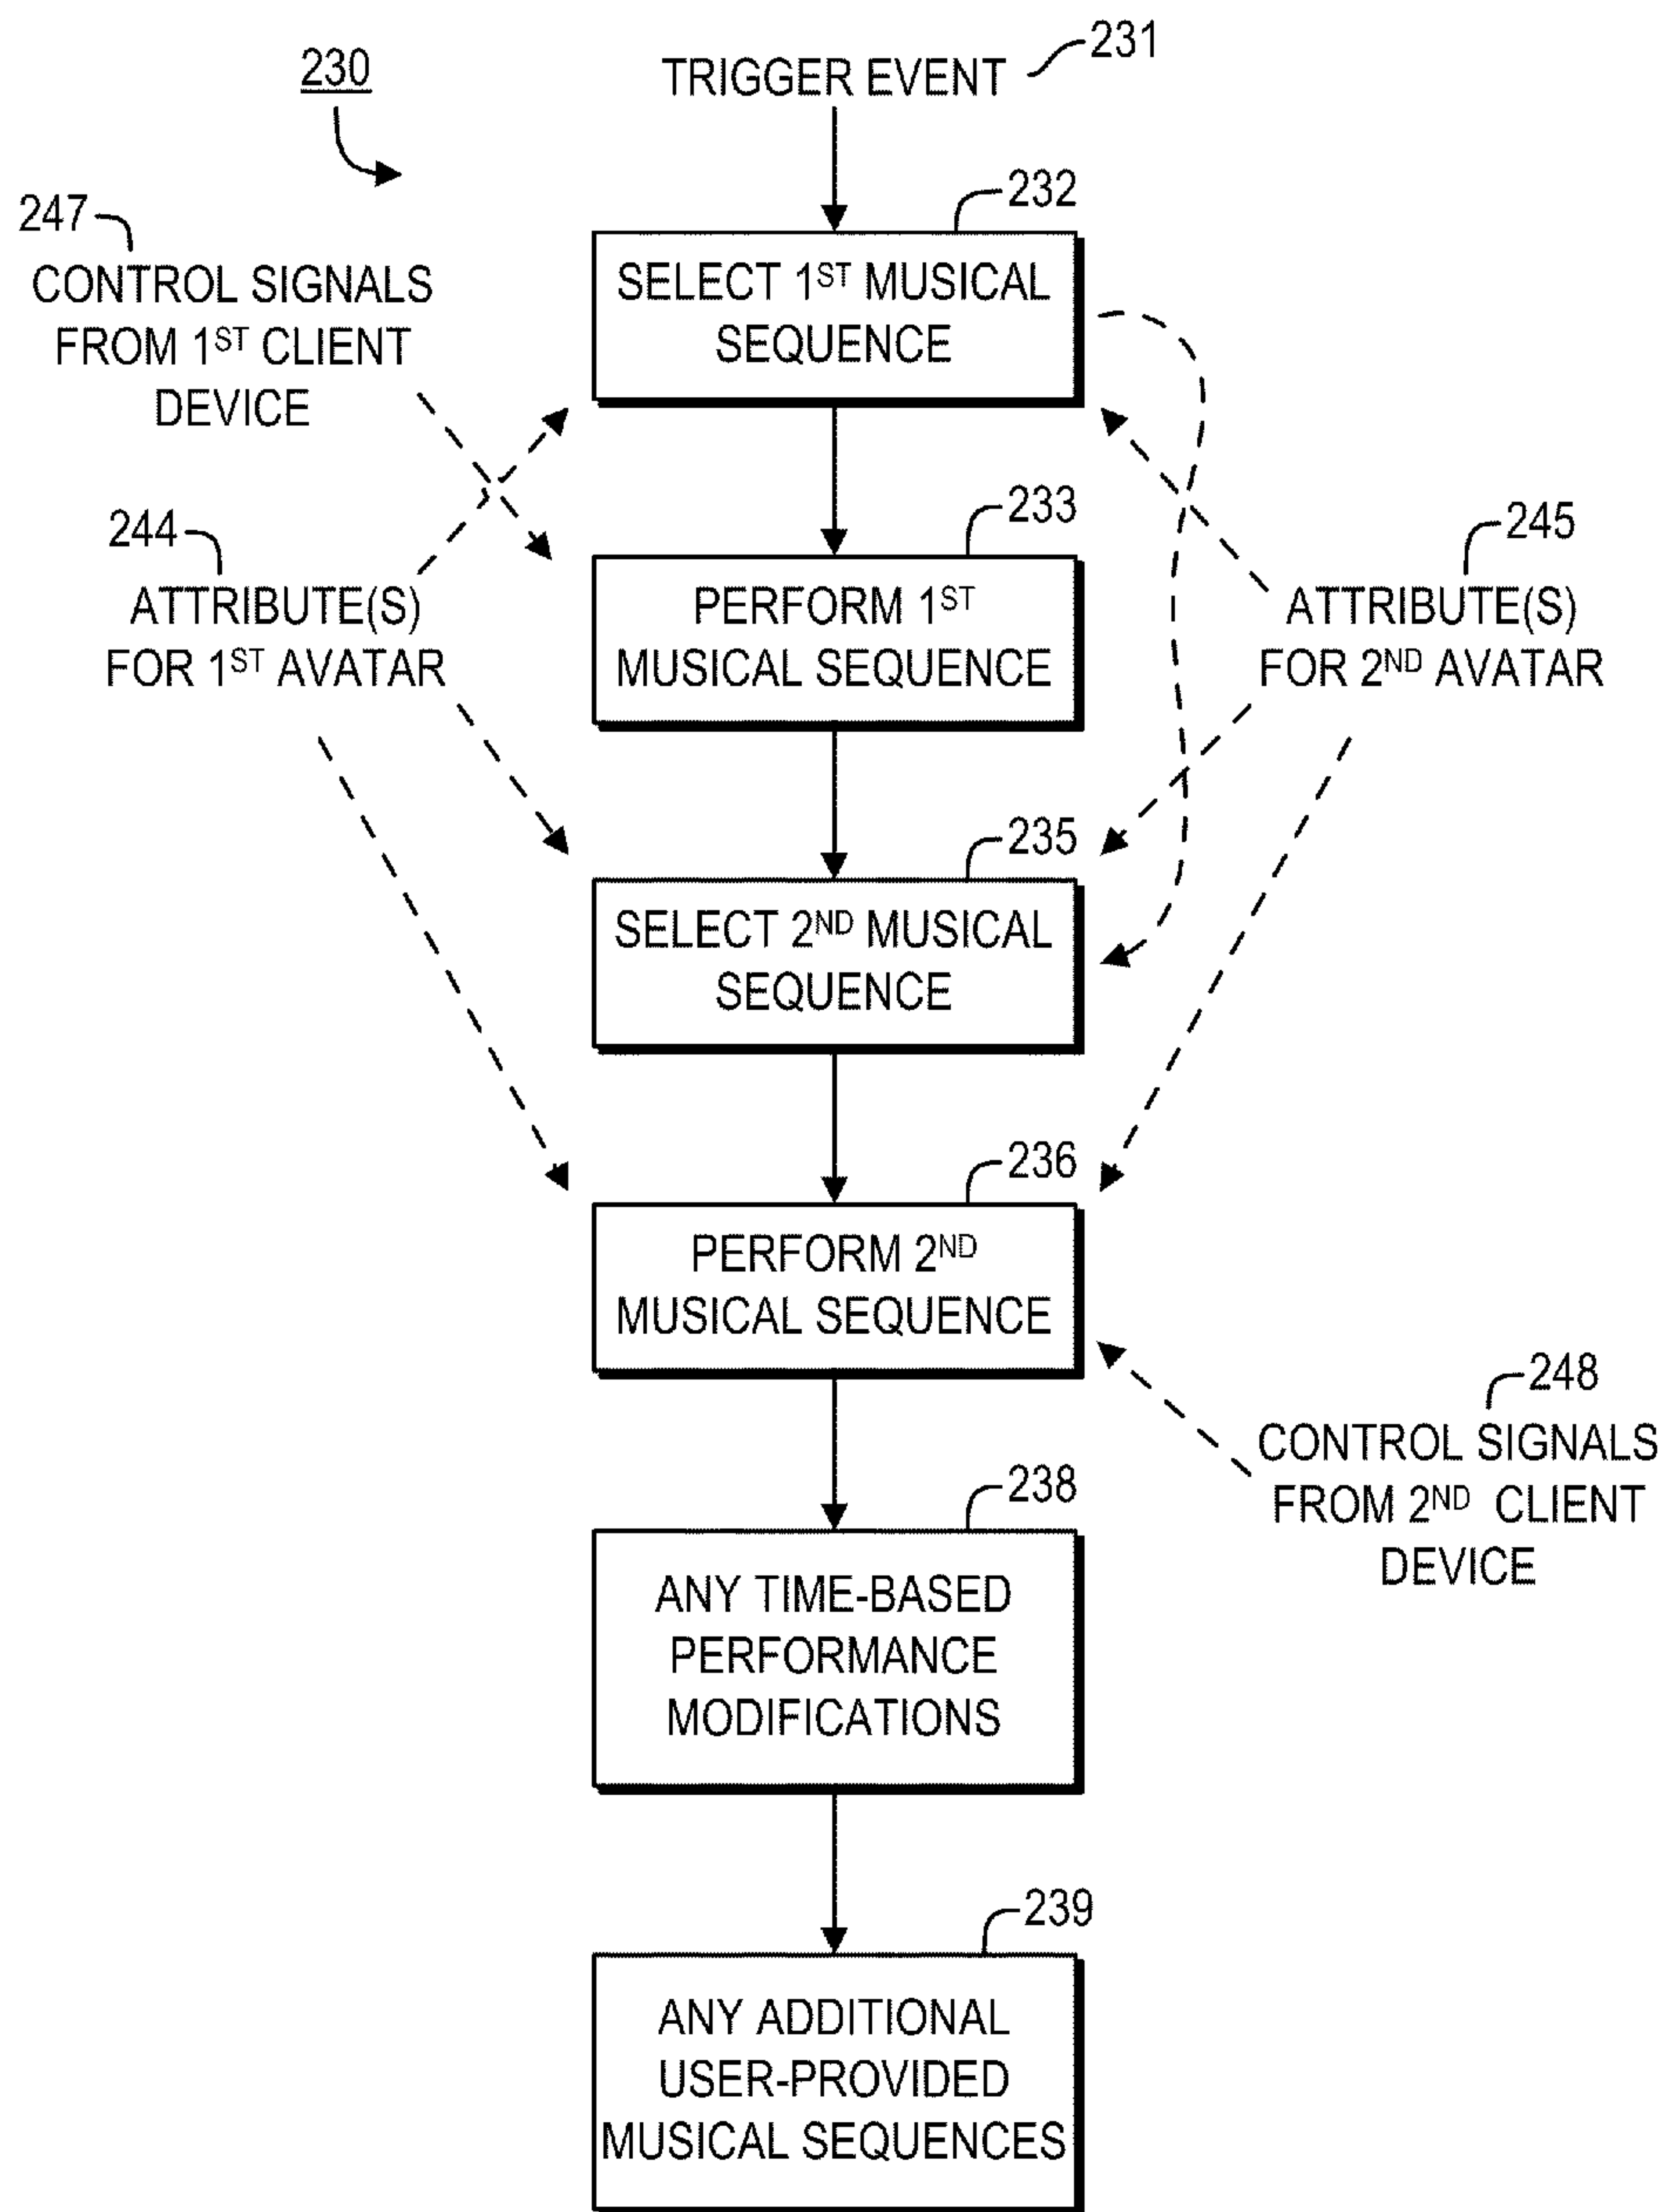 230
TRIGGER EVENT
231
247
CONTROL SIGNALS
FROM 1ST CLIENT
DEVICE
232
SELECT 1ST MUSICAL
SEQUENCE
244
ATTRIBUTE(S)
FOR 1ST AVATAR
233
PERFORM 1ST
MUSICAL SEQUENCE
245
ATTRIBUTE(S)
FOR 2ND AVATAR
235
SELECT 2ND MUSICAL
SEQUENCE
236
PERFORM 2ND
MUSICAL SEQUENCE
248
CONTROL SIGNALS
FROM 2ND CLIENT
DEVICE
238
ANY TIME-BASED
PERFORMANCE
MODIFICATIONS
239
ANY ADDITIONAL
USER-PROVIDED
MUSICAL SEQUENCES